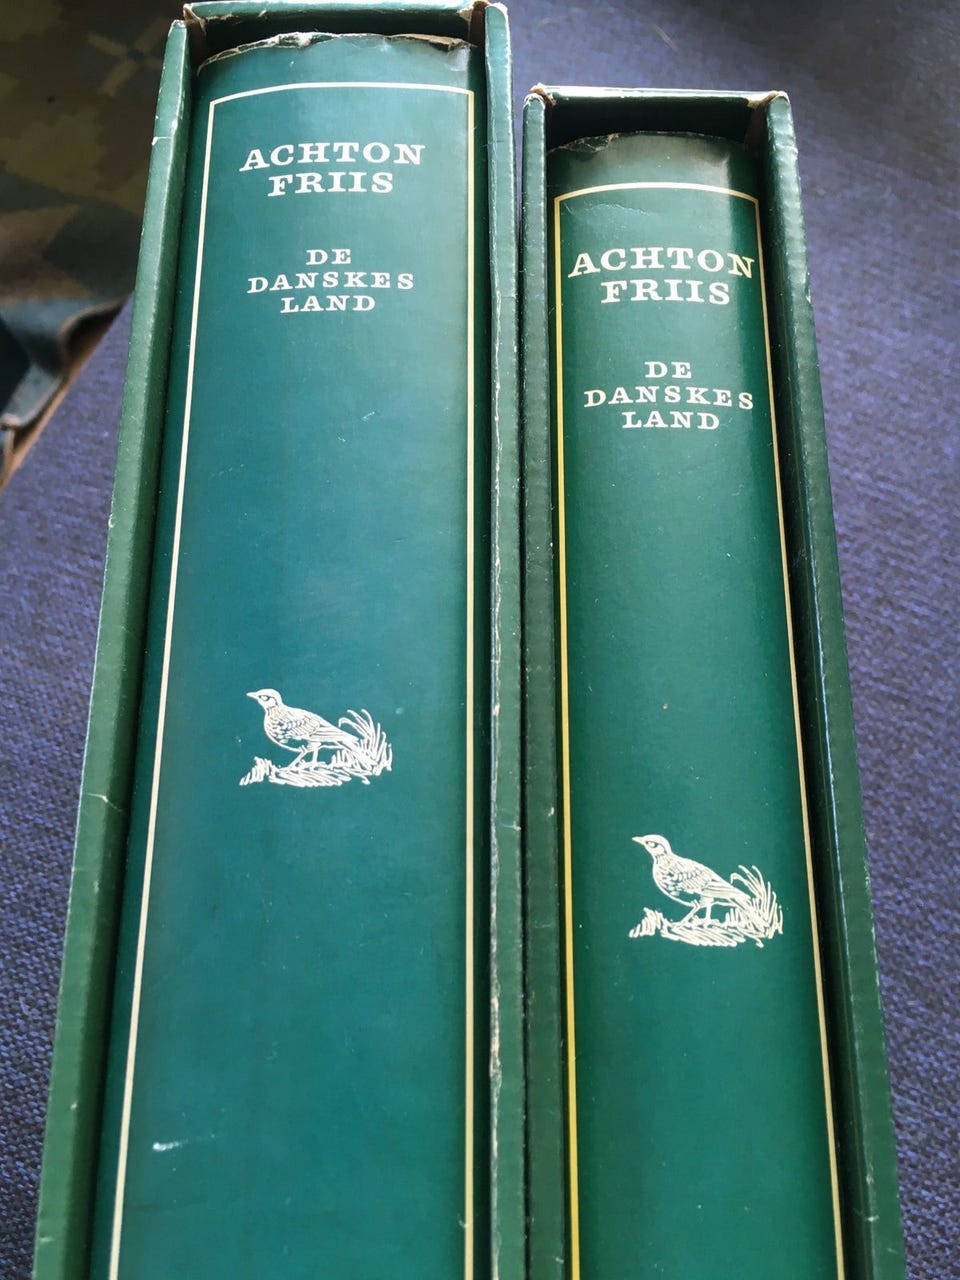 ACHTON
FRIIS
DE
DANSKES
LAND
ACHTON
FRIIS
DE
DANSKES
LAND